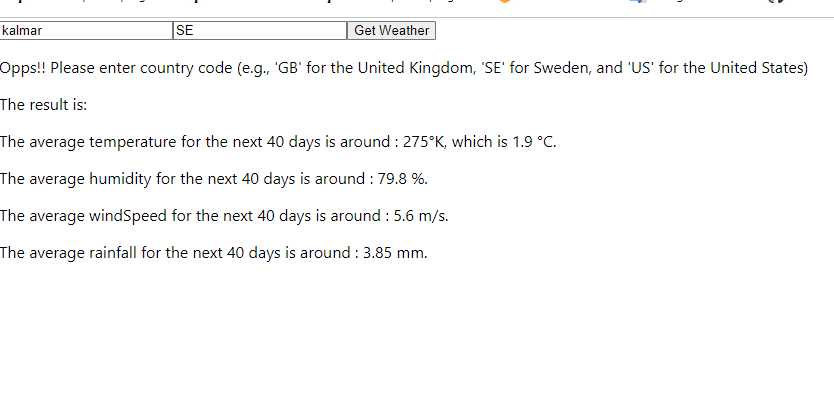 kalmar SE Get Weather
Opps!! Please enter country code (e.g., 'GB' for the United Kingdom, 'SE' for Sweden, and 'US' for the United States)
The result is:
The average temperature for the next 40 days is around : 275°K, which is 1.9 °C.
The average humidity for the next 40 days is around : 79.8 %.
The average windSpeed for the next 40 days is around : 5.6 m/s.
The average rainfall for the next 40 days is around : 3.85 mm.